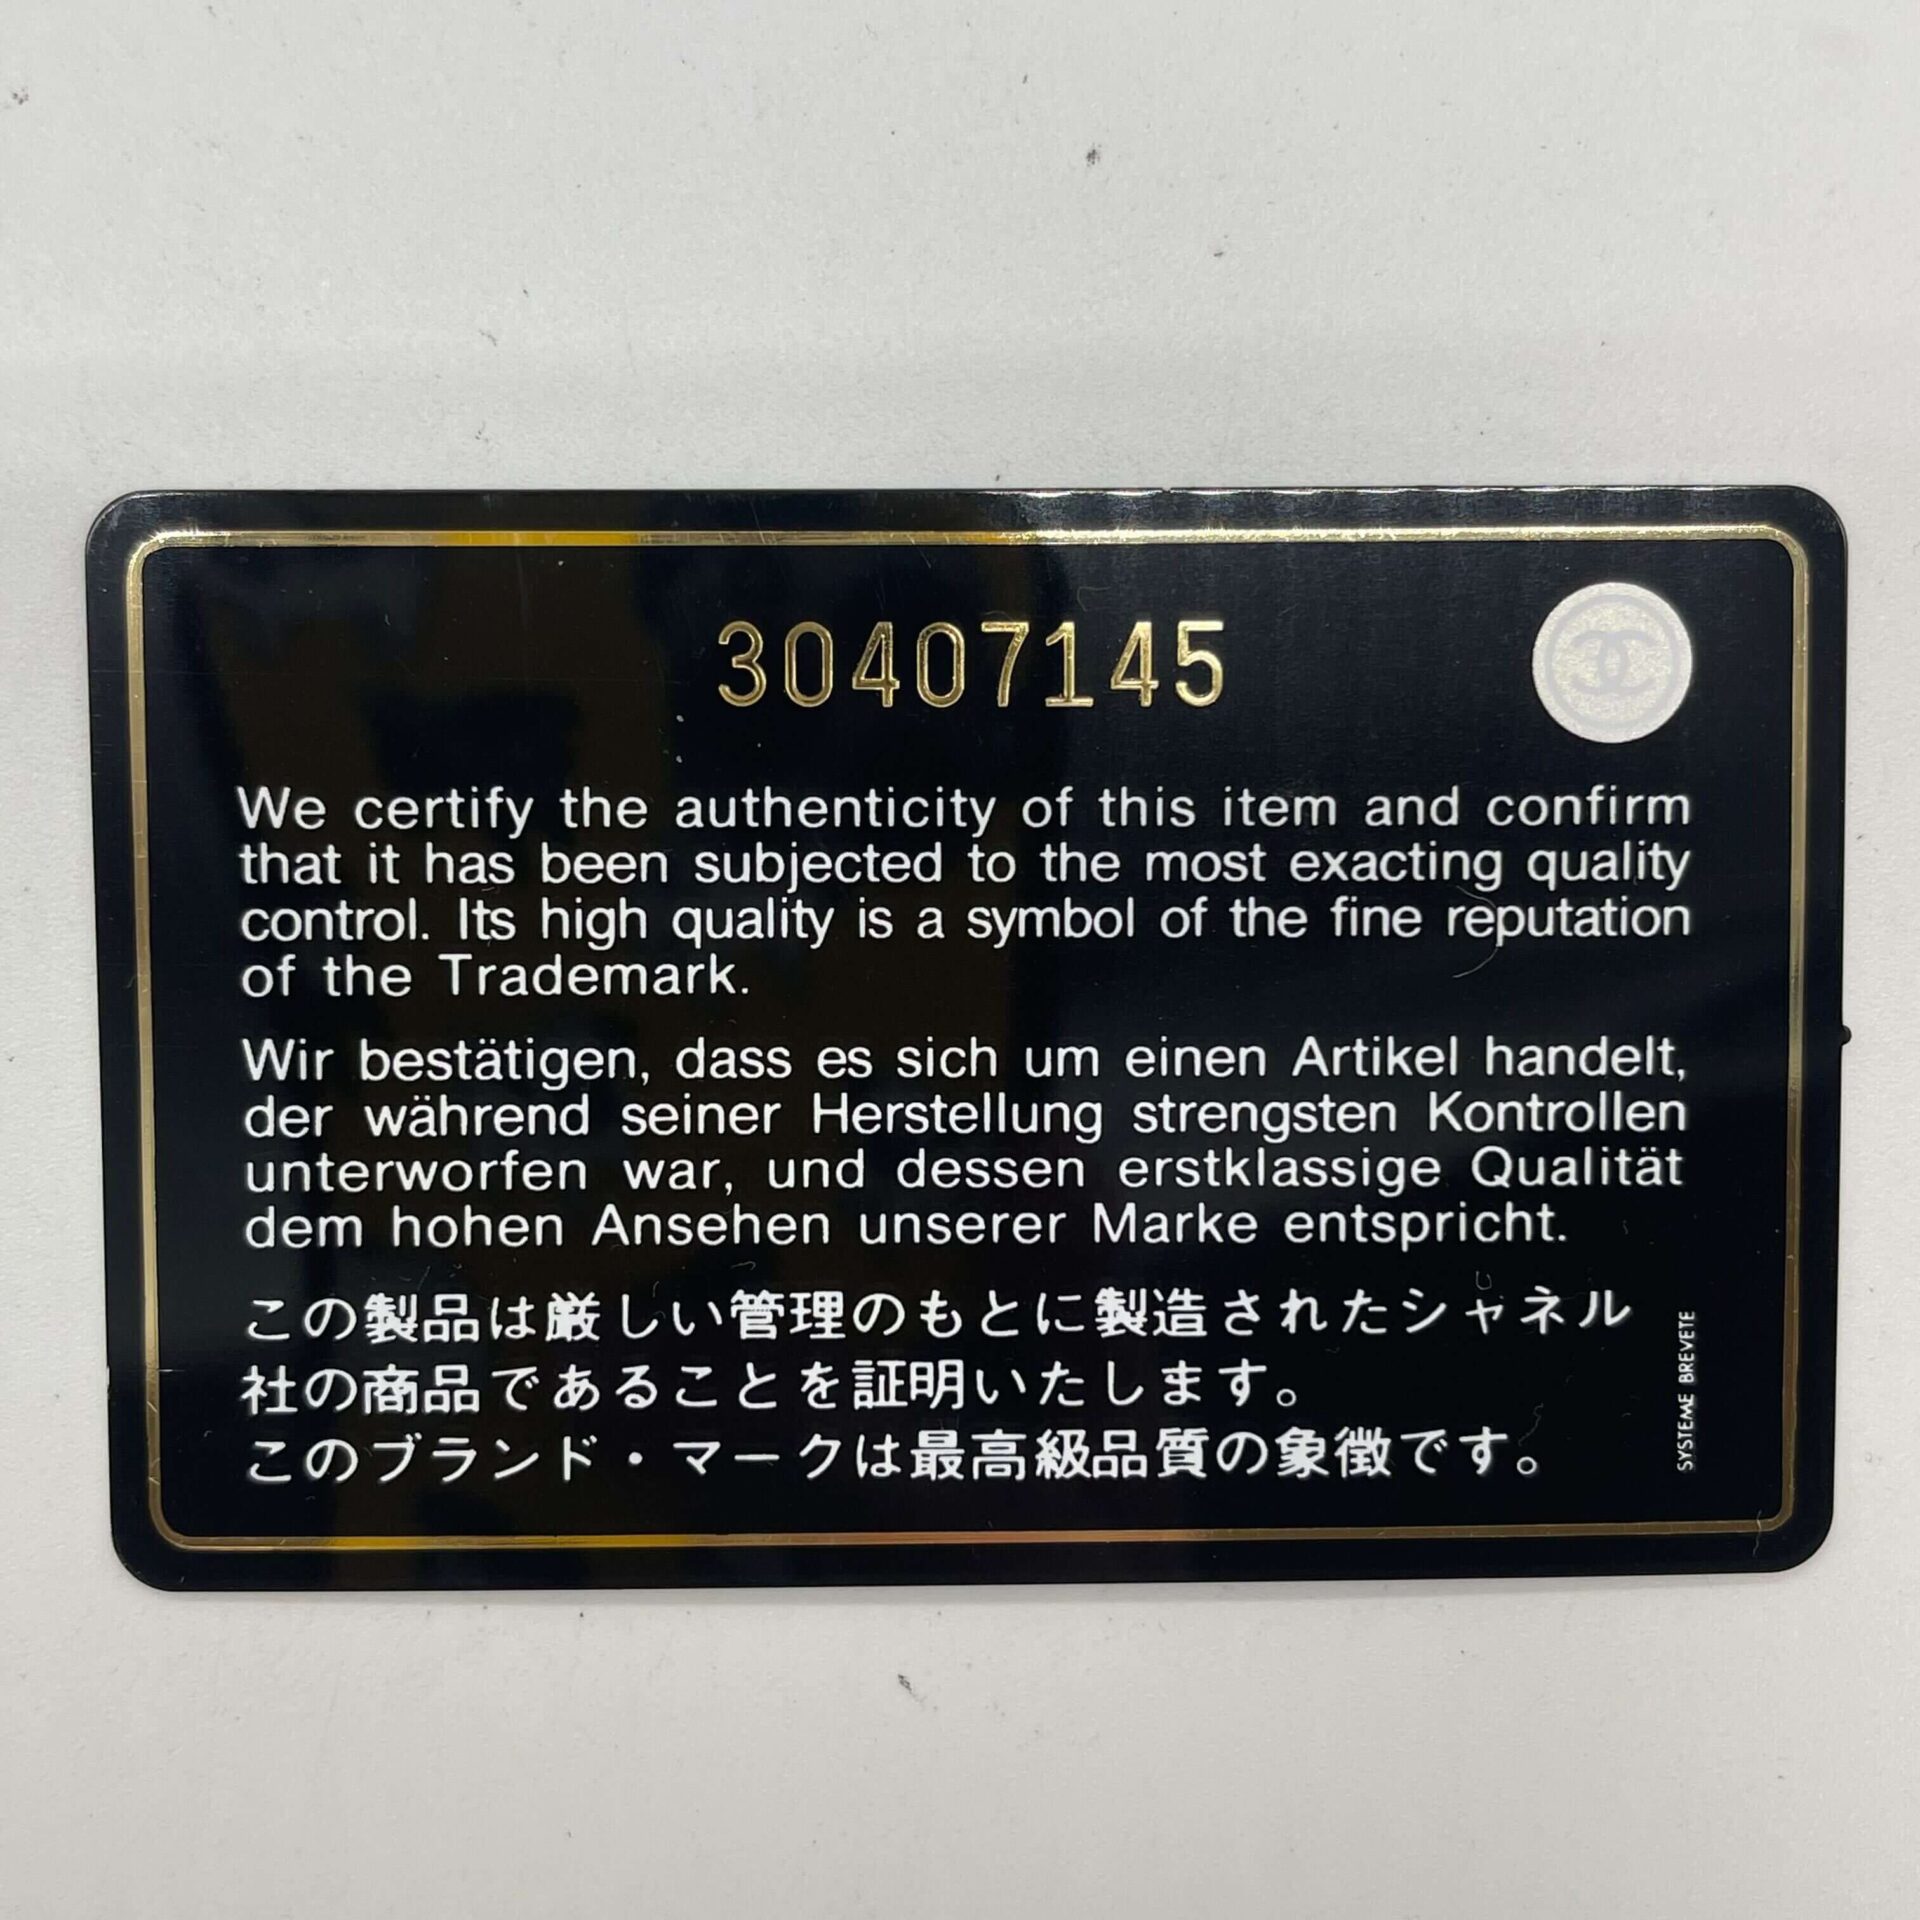 30407145
We certify the authenticity of this item and confirm
that it has been subjected to the most exacting quality
control. Its high quality is a symbol of the fine reputation
of the Trademark.
Wir bestätigen, dass es sich um einen Artikel handelt,
der während seiner Herstellung strengsten Kontrollen
unterworfen war, und dessen erstklassige Qualität
dem hohen Ansehen unserer Marke entspricht.
この製品は厳しい管理のもとに製造されたシャネル
社の商品であることを証明いたします。
このブランド・マークは最高級品質の象徴です。
SYSTEME BREVETE